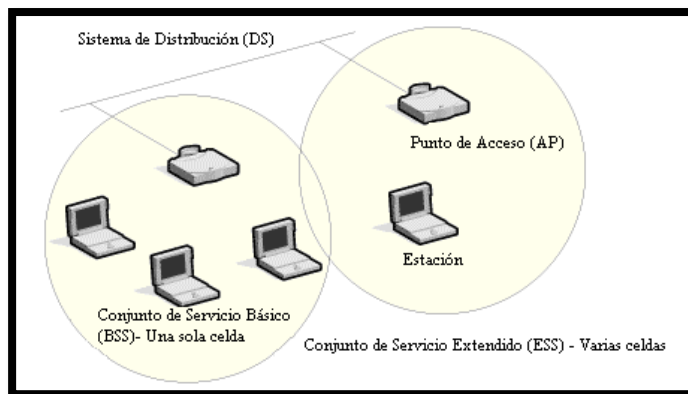 Sistema de Distribución (DS)
Punto de Acceso (AP)
Estación
Conjunto de Servicio Básico
(BSS)- Una sola celda
Conjunto de Servicio Extendido (ESS) - Varias celdas